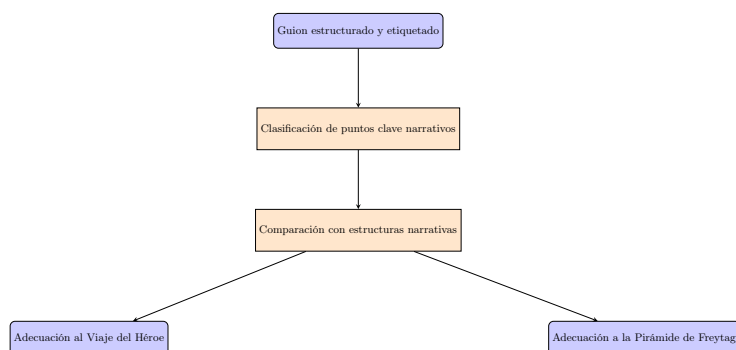 Guion estructurado y etiquetado
Clasificación de puntos clave narrativos
Comparación con estructuras narrativas
Adecuación al Viaje del Héroe
Adecuación a la Pirámide de Freytag